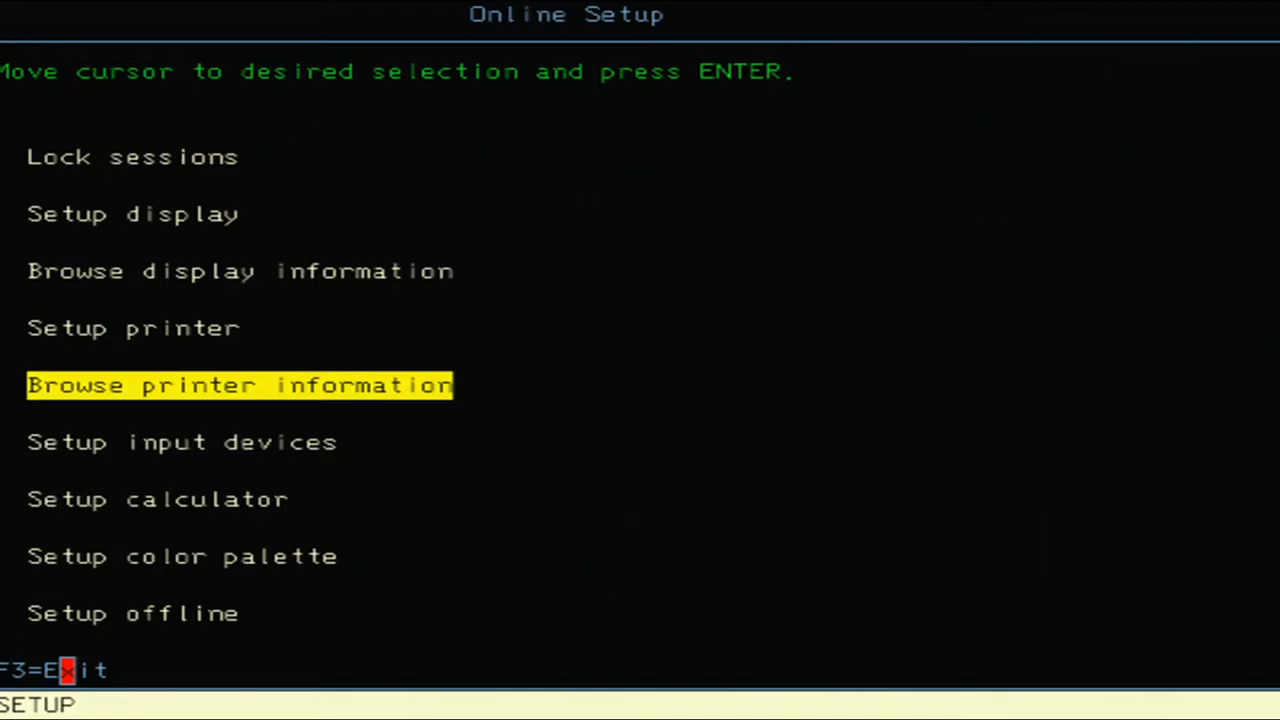 Online Setup
Move cursor to desired selection and press ENTER.
Lock sessions
Setup display
Browse display information
Setup printer
Browse printer information
Setup input devices
Setup calculator
Setup color palette
Setup offline
F3=Exit
SETUP